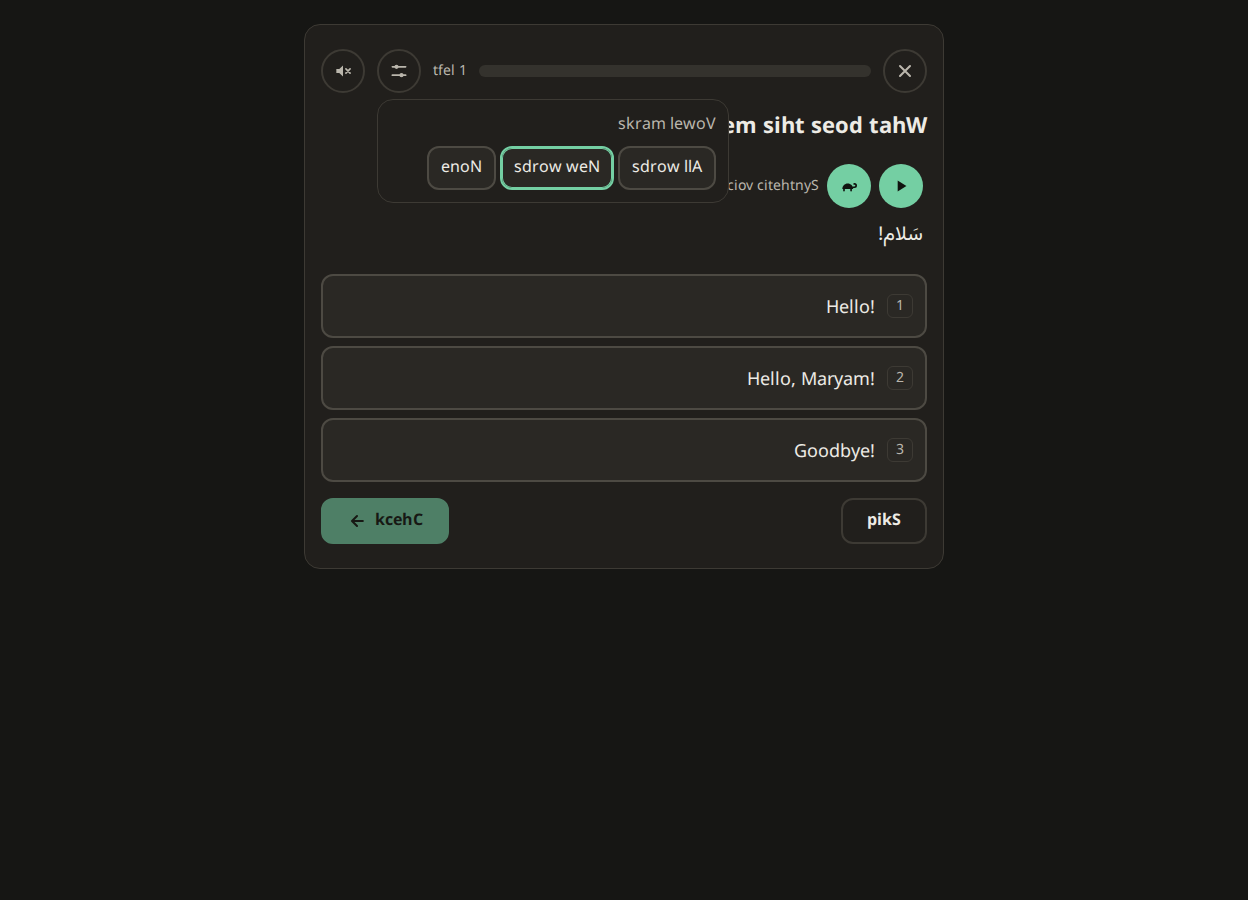 tfel 1
em siht seod tahW
skram lewoV
enoN
sdrow weN
sdrow llA
ciov citehtnyS
سَلام!
1 Hello!
2 Hello, Maryam!
3 Goodbye!
kcehC
pikS